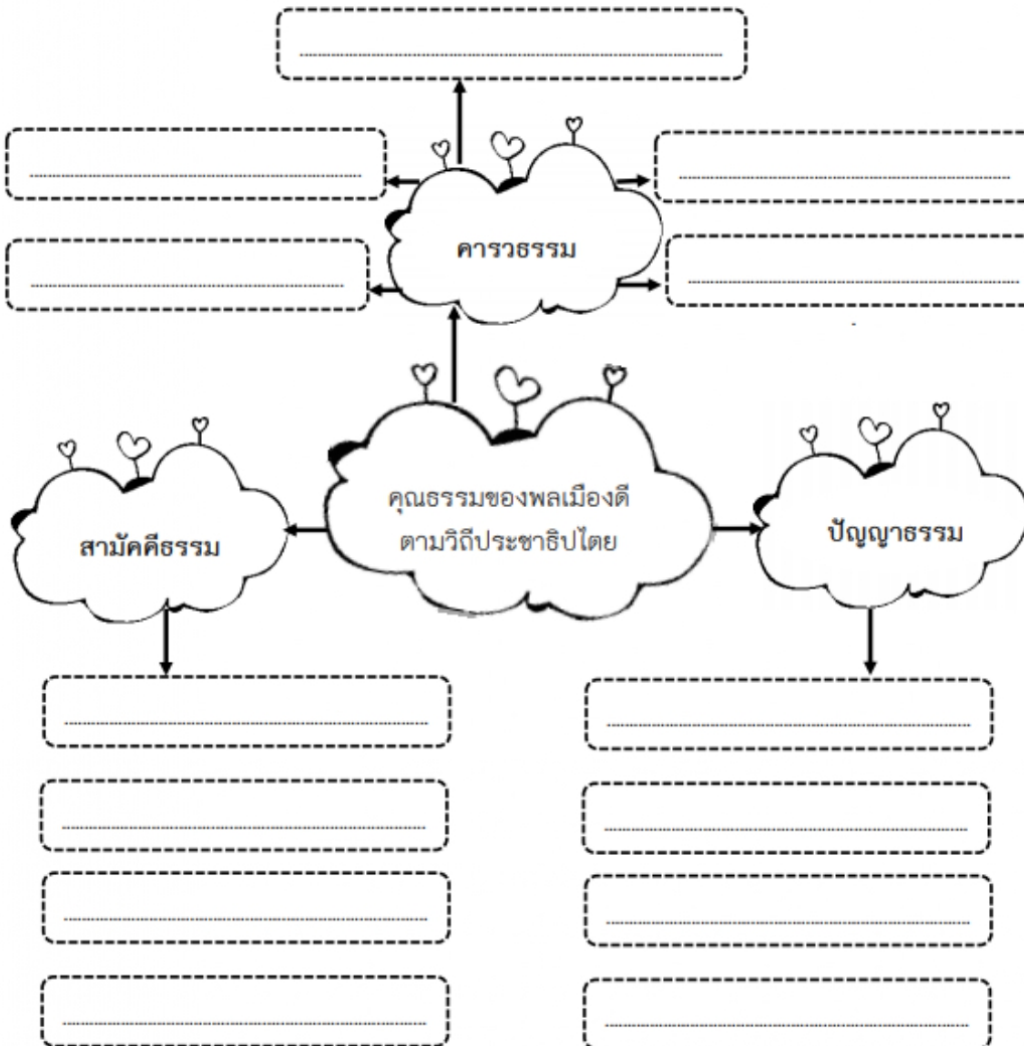 คารวธรรม
คุณธรรมของพลเมืองดี
ตามวิถีประชาธิปไตย
สามัคคีธรรม
ปัญญาธรรม